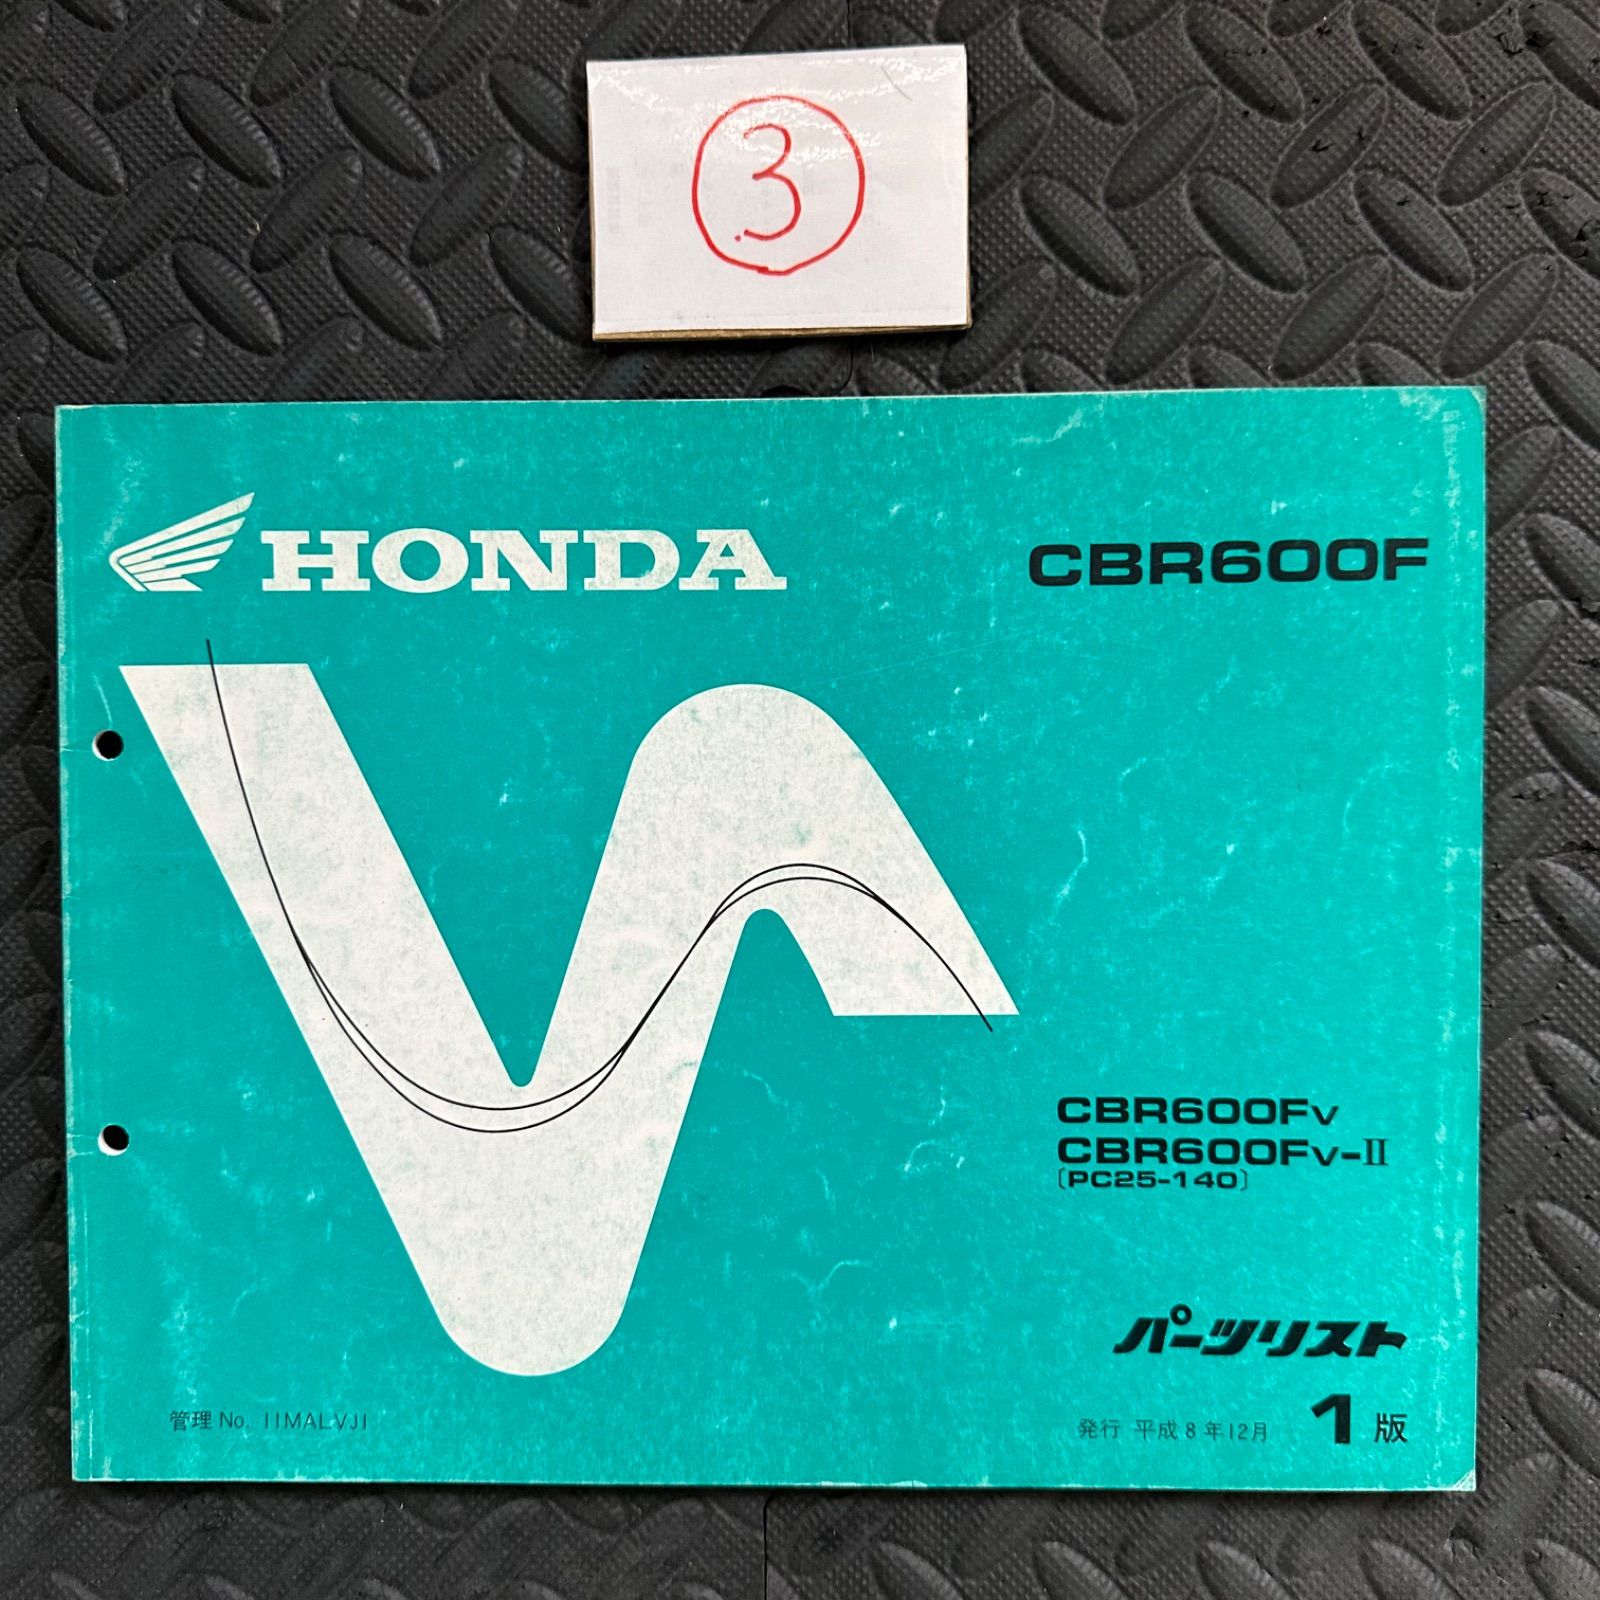 3
HONDA
CBR600F
CBR600FV
CBR600FV-II
〔PC25-140〕
パーツリスト
管理 No. 11MALVJ1
発行 平成8年12月 1版